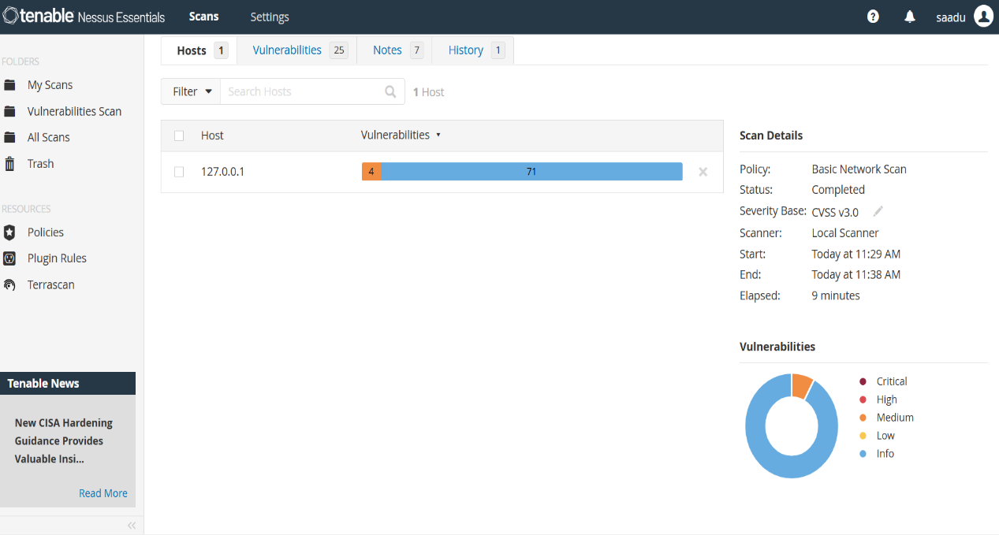 tenable Nessus Essentials Scans Settings saadu
FOLDERS
My Scans
Vulnerabilities Scan
All Scans
Trash
RESOURCES
Policies
Plugin Rules
Terrascan
Tenable News
New CISA Hardening
Guidance Provides
Valuable Insi...
Read More
Hosts 1 Vulnerabilities 25 Notes 7 History 1
Filter Search Hosts 1 Host
Host Vulnerabilities
127.0.0.1 4 71
Scan Details
Policy: Basic Network Scan
Status: Completed
Severity Base: CVSS v3.0
Scanner: Local Scanner
Start: Today at 11:29 AM
End: Today at 11:38 AM
Elapsed: 9 minutes
Vulnerabilities
Critical
High
Medium
Low
Info